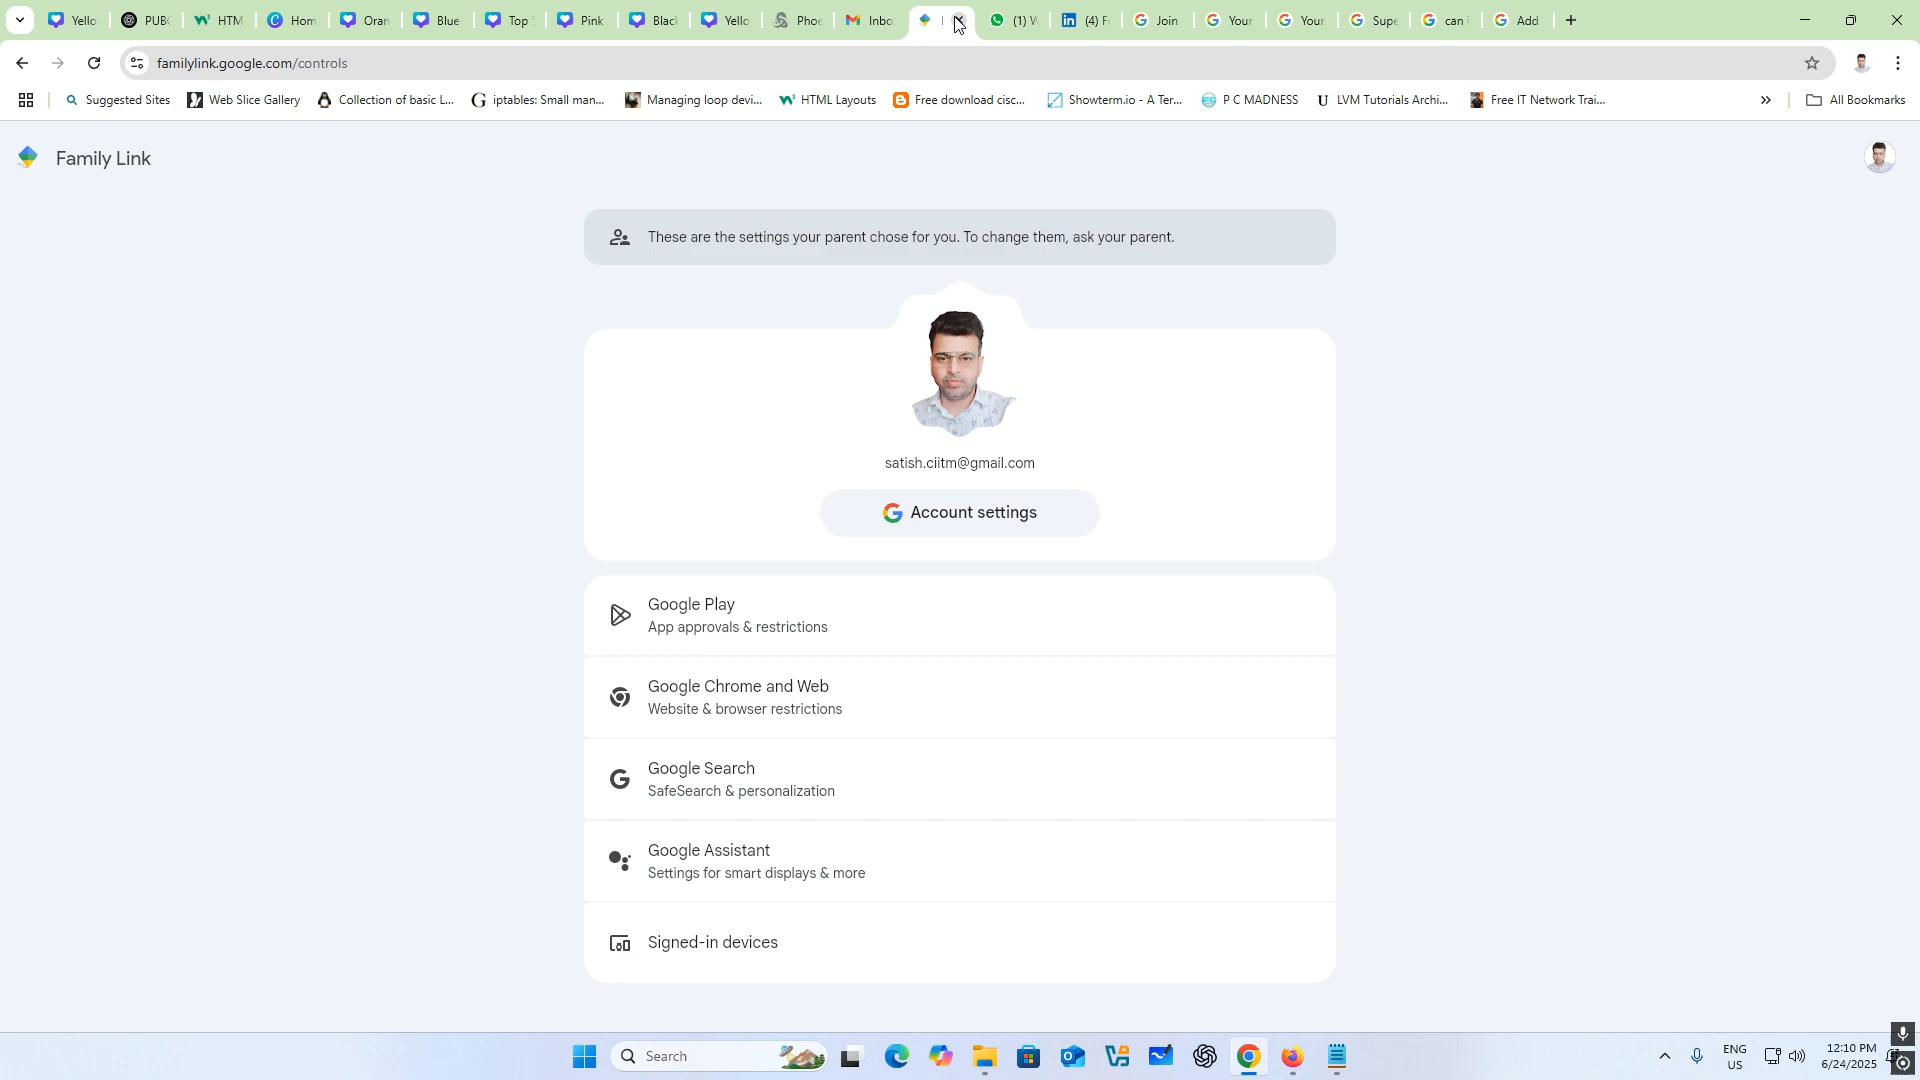 Yello
PUBG
HTM
Hom
Oran
Blue
Top
Pink
Black
Yello
Phoe
Inbo
(1) W
(4) F
Join
Your
Your
Supe
can i
Add
familylink.google.com/controls
Suggested Sites
Web Slice Gallery
Collection of basic L...
iptables: Small man...
Managing loop devi...
HTML Layouts
Free download cisc...
Showterm.io - A Ter...
P C MADNESS
LVM Tutorials Archi...
Free IT Network Trai...
All Bookmarks
Family Link
These are the settings your parent chose for you. To change them, ask your parent.
satish.ciitm@gmail.com
Account settings
Google Play
App approvals & restrictions
Google Chrome and Web
Website & browser restrictions
Google Search
SafeSearch & personalization
Google Assistant
Settings for smart displays & more
Signed-in devices
Search
ENG
US
12:10 PM
6/24/2025